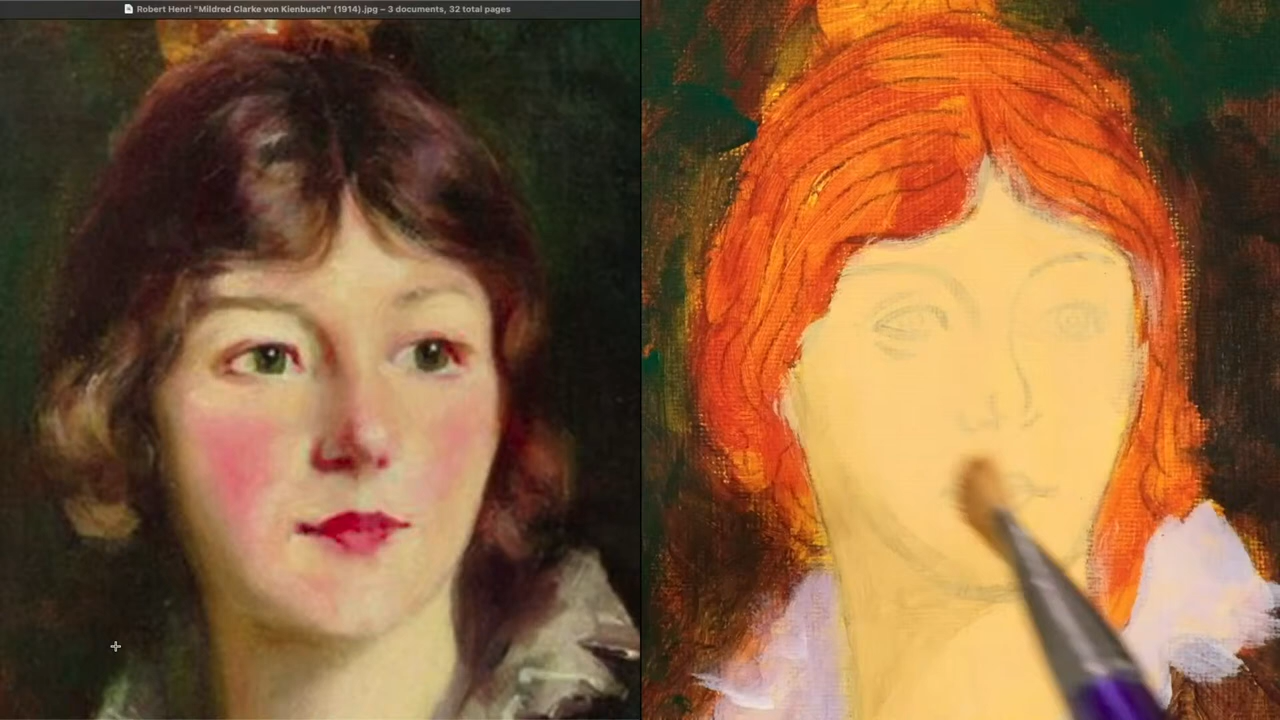 Robert Henri "Mildred Clarke von Kienbusch" (1914).jpg – 3 documents, 32 total pages